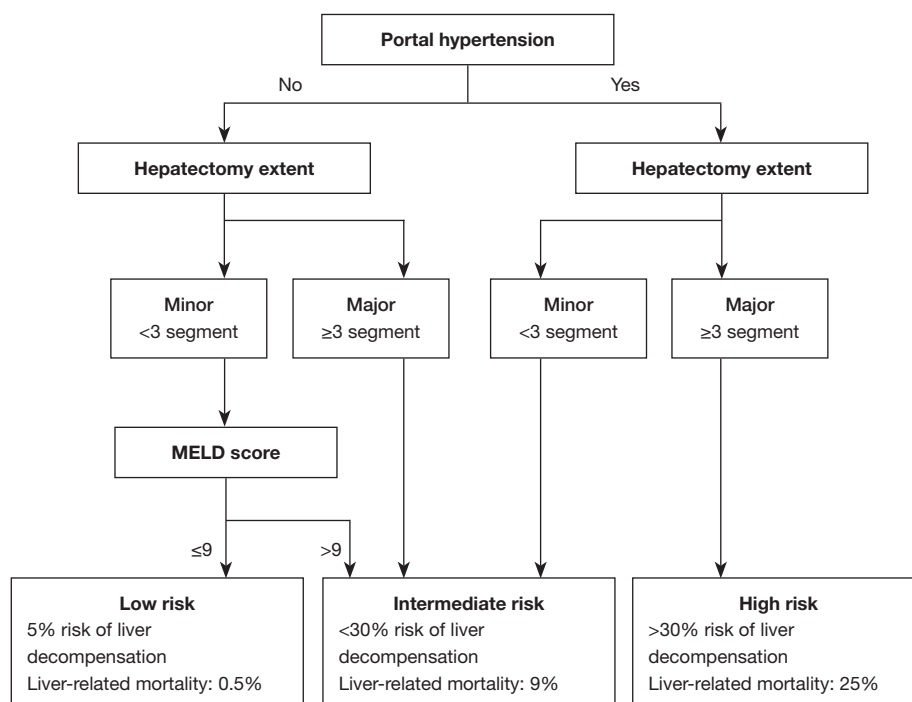 Portal hypertension
No
Yes
Hepatectomy extent
Hepatectomy extent
Minor
<3 segment
Major
≥3 segment
Minor
<3 segment
Major
≥3 segment
MELD score
≤9
>9
Low risk
5% risk of liver
decompensation
Liver-related mortality: 0.5%
Intermediate risk
<30% risk of liver
decompensation
Liver-related mortality: 9%
High risk
>30% risk of liver
decompensation
Liver-related mortality: 25%